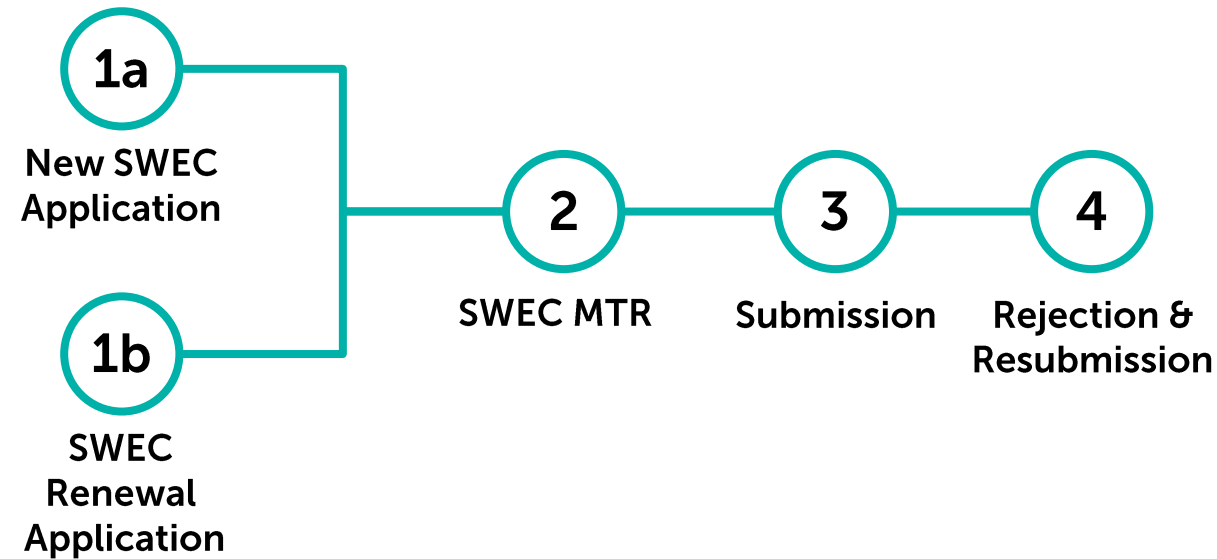 1a
New SWEC
Application
1b
SWEC
Renewal
Application
2
SWEC MTR
3
Submission
4
Rejection &
Resubmission